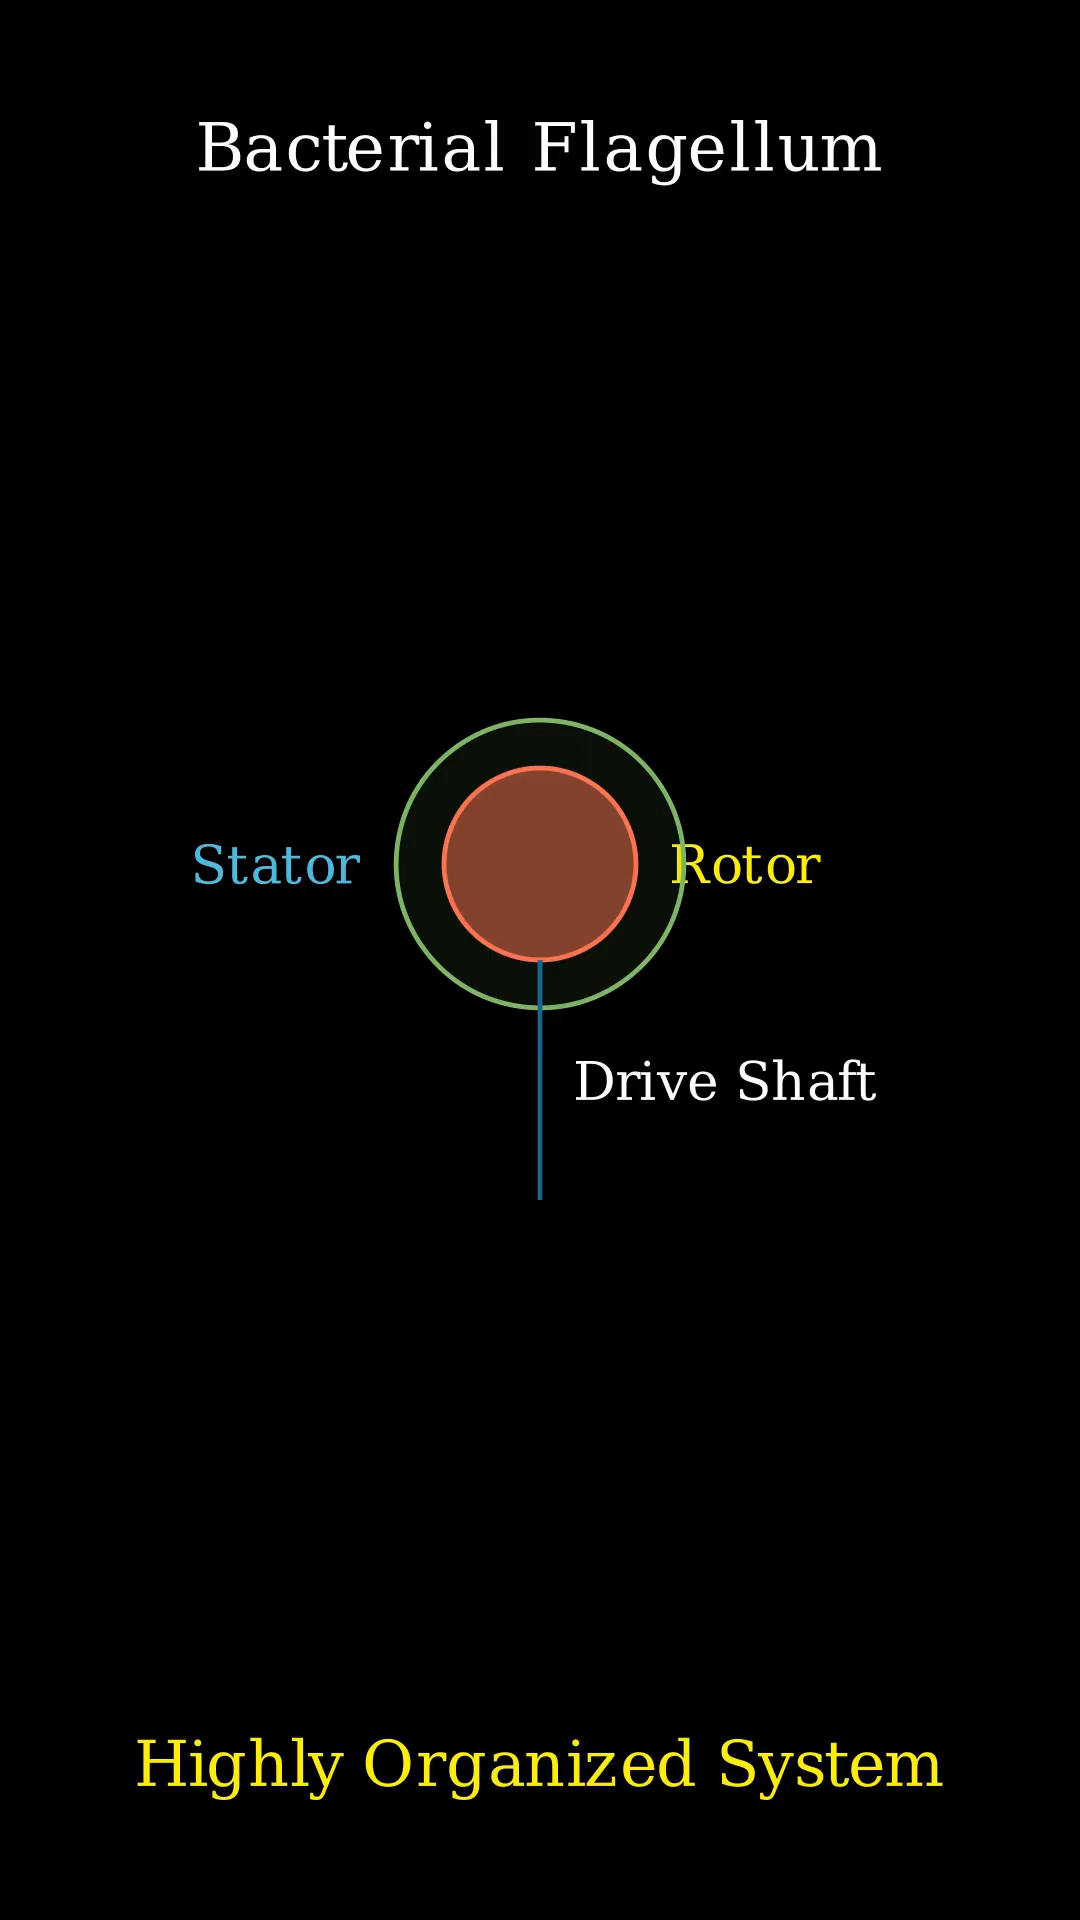 Bacterial Flagellum
Stator
Rotor
Drive Shaft
Highly Organized System